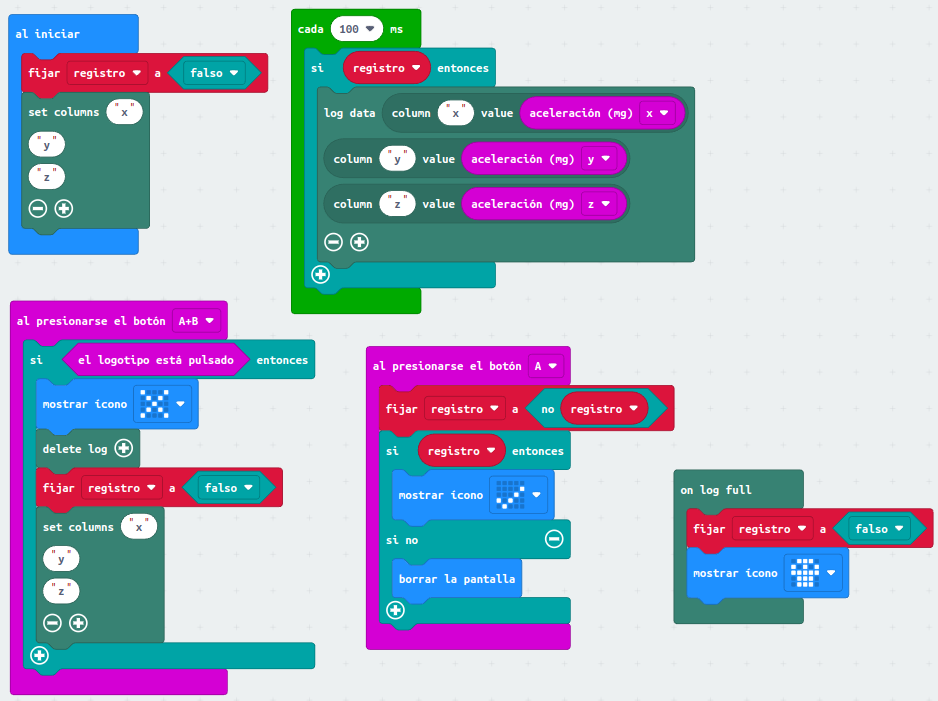 al iniciar
fijar registro a falso
set columns "x"
"y"
"z"
cada 100 ms
si registro entonces
log data column "x" value aceleración (mg) x
column "y" value aceleración (mg) y
column "z" value aceleración (mg) z
al presionarse el botón A+B
si el logotipo está pulsado entonces
mostrar ícono
delete log
fijar registro a falso
set columns "x"
"y"
"z"
al presionarse el botón A
fijar registro a no registro
si registro entonces
mostrar ícono
si no
borrar la pantalla
on log full
fijar registro a falso
mostrar ícono